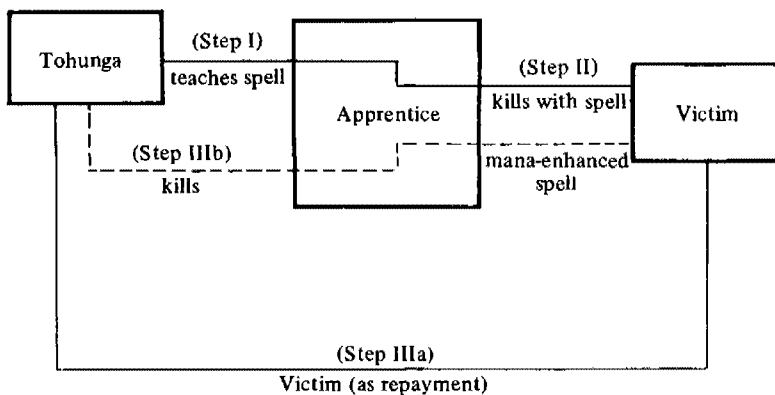 Tohunga
(Step I)
teaches spell
Apprentice
(Step II)
kills with spell
Victim
(Step IIIb)
kills
mana-enhanced
spell
(Step IIIa)
Victim (as repayment)